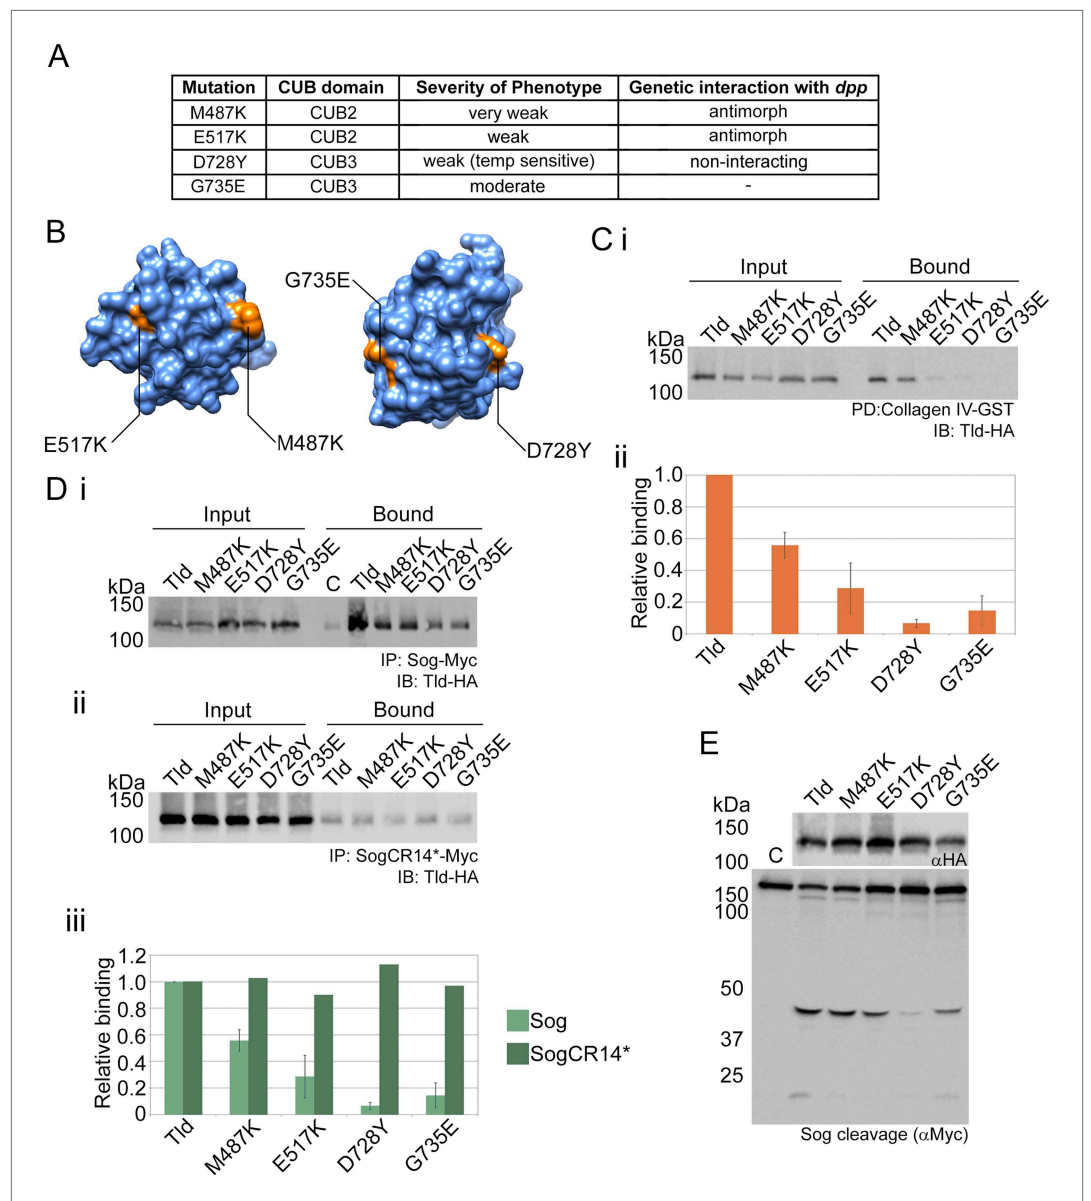 A
Mutation CUB domain Severity of Phenotype Genetic interaction with dpp
M487K CUB2 very weak antimorph
E517K CUB2 weak antimorph
D728Y CUB3 weak (temp sensitive) non-interacting
G735E CUB3 moderate -
B
G735E
E517K
M487K
D728Y
C i
Input Bound
Tld M487K E517K D728Y G735E Tld M487K E517K D728Y G735E
kDa
150
100
PD:Collagen IV-GST
IB: Tld-HA
ii
Relative binding
1.0
0.8
0.6
0.4
0.2
0
Tld M487K E517K D728Y G735E
D i
Input Bound
Tld M487K E517K D728Y G735E C Tld M487K E517K D728Y G735E
kDa
150
100
IP: Sog-Myc
IB: Tld-HA
ii
Input Bound
Tld M487K E517K D728Y G735E Tld M487K E517K D728Y G735E
kDa
150
100
IP: SogCR14*-Myc
IB: Tld-HA
iii
Relative binding
1.2
1.0
0.8
0.6
0.4
0.2
0
Tld M487K E517K D728Y G735E
Sog
SogCR14*
E
Tld M487K E517K D728Y G735E
kDa
150
100
C
αHA
150
100
50
37
25
Sog cleavage (αMyc)